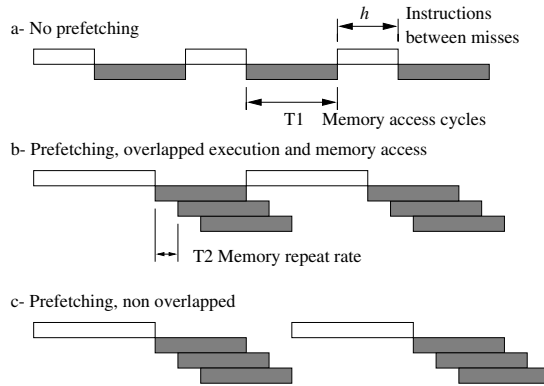 a- No prefetching
h
Instructions
between misses
T1 Memory access cycles
b- Prefetching, overlapped execution and memory access
T2 Memory repeat rate
c- Prefetching, non overlapped